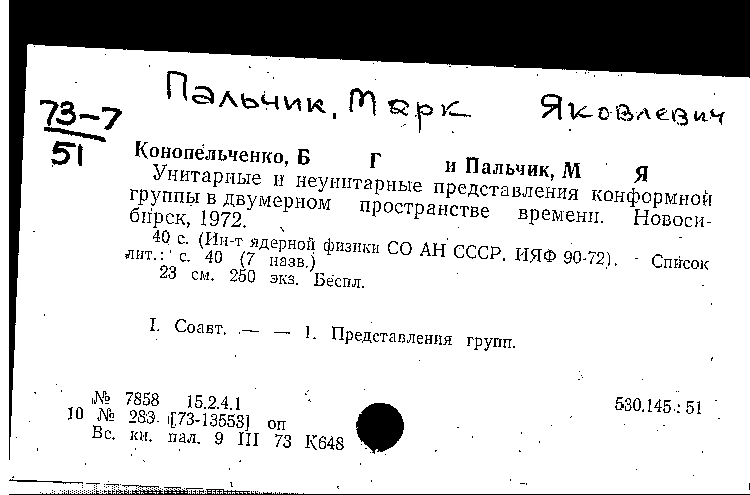 Пальчик, Марк Яковлевич
73-7
51
Конопельченко, Б Г и Пальчик, М Я
Унитарные и неунитарные представления конформной
группы в двумерном пространстве времени. Новоси-
бирск, 1972.
40 с. (Ин-т ядерной физики СО АН СССР. ИЯФ 90-72). Список
лит.: с. 40 (7 назв.)
23 см. 250 экз. Беспл.
I. Соавт. — — 1. Представления групп.
№ 7858 15.2.4.1 530.145 : 51
10 № 283 [73-13553] оп
Вс. кн. пал. 9 III 73 К648